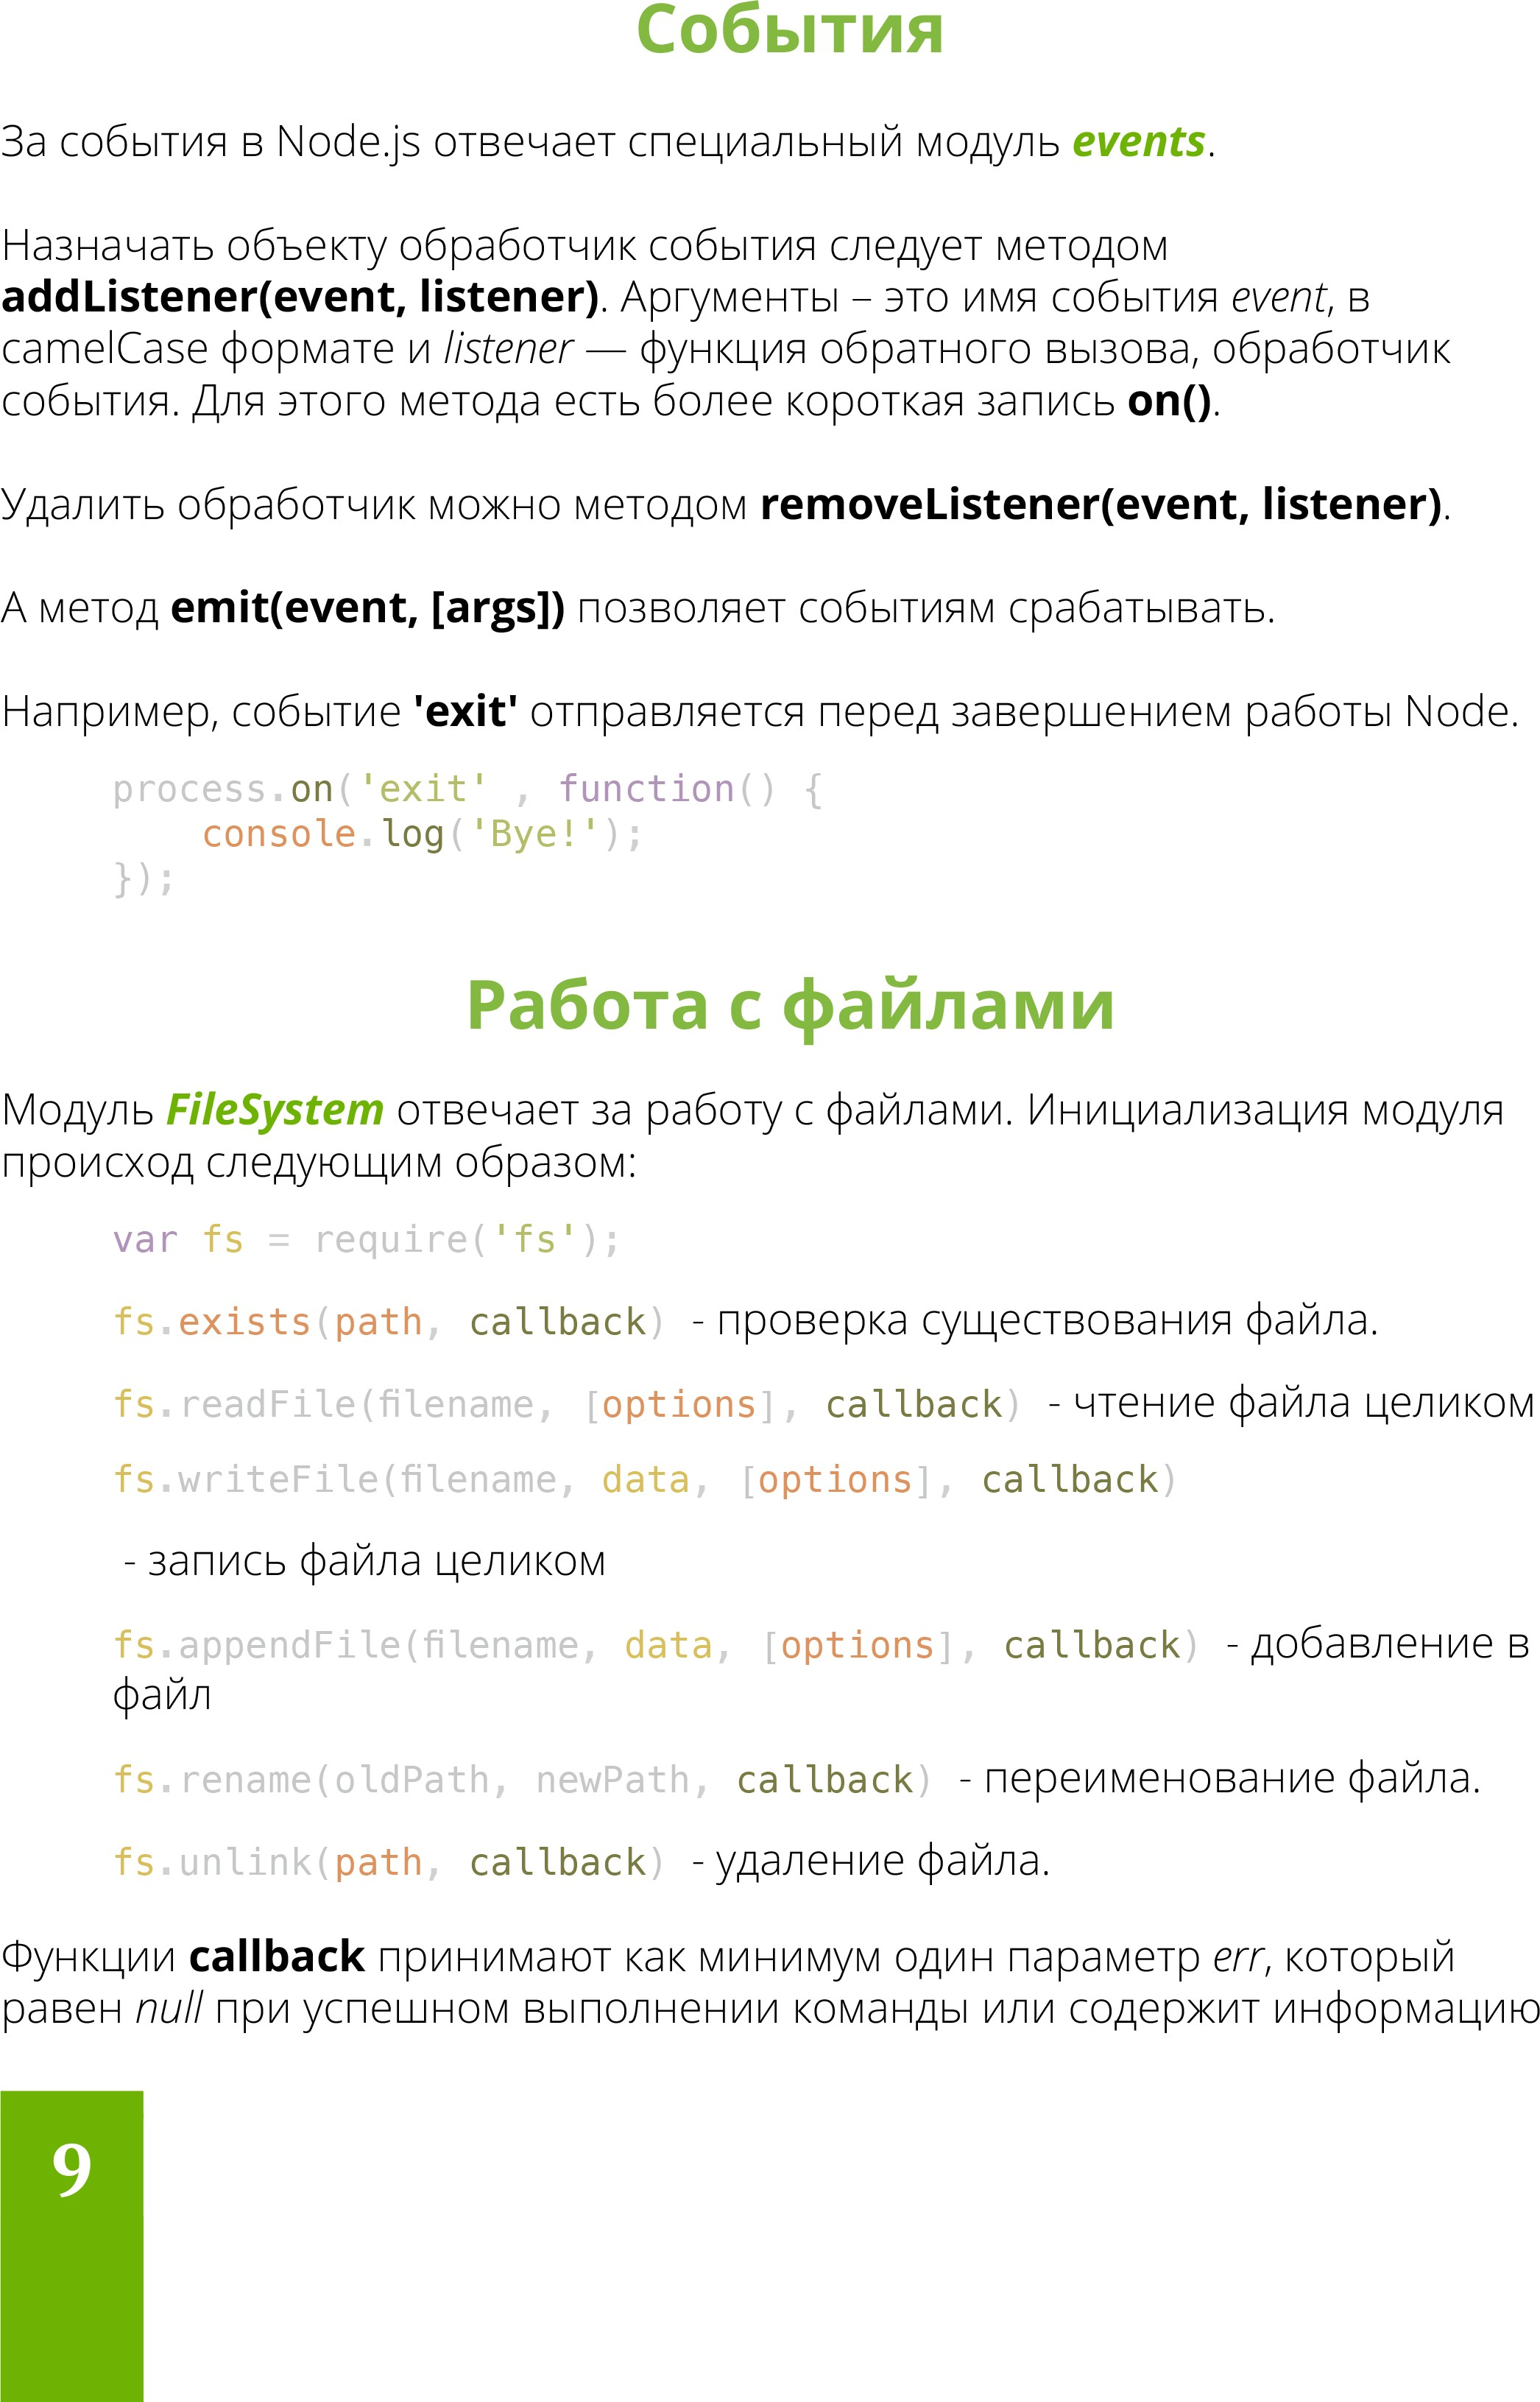 События
За события в Node.js отвечает специальный модуль events.
Назначать объекту обработчик события следует методом
addListener(event, listener). Аргументы – это имя события event, в
camelCase формате и listener — функция обратного вызова, обработчик
события. Для этого метода есть более короткая запись on().
Удалить обработчик можно методом removeListener(event, listener).
А метод emit(event, [args]) позволяет событиям срабатывать.
Например, событие 'exit' отправляется перед завершением работы Node.
process.on('exit' , function() {
console.log('Bye!');
});
Работа с файлами
Модуль FileSystem отвечает за работу с файлами. Инициализация модуля
происход следующим образом:
var fs = require('fs');
fs.exists(path, callback) - проверка существования файла.
fs.readFile(filename, [options], callback) - чтение файла целиком
fs.writeFile(filename, data, [options], callback)
- запись файла целиком
fs.appendFile(filename, data, [options], callback) - добавление в
файл
fs.rename(oldPath, newPath, callback) - переименование файла.
fs.unlink(path, callback) - удаление файла.
Функции callback принимают как минимум один параметр err, который
равен null при успешном выполнении команды или содержит информацию
9